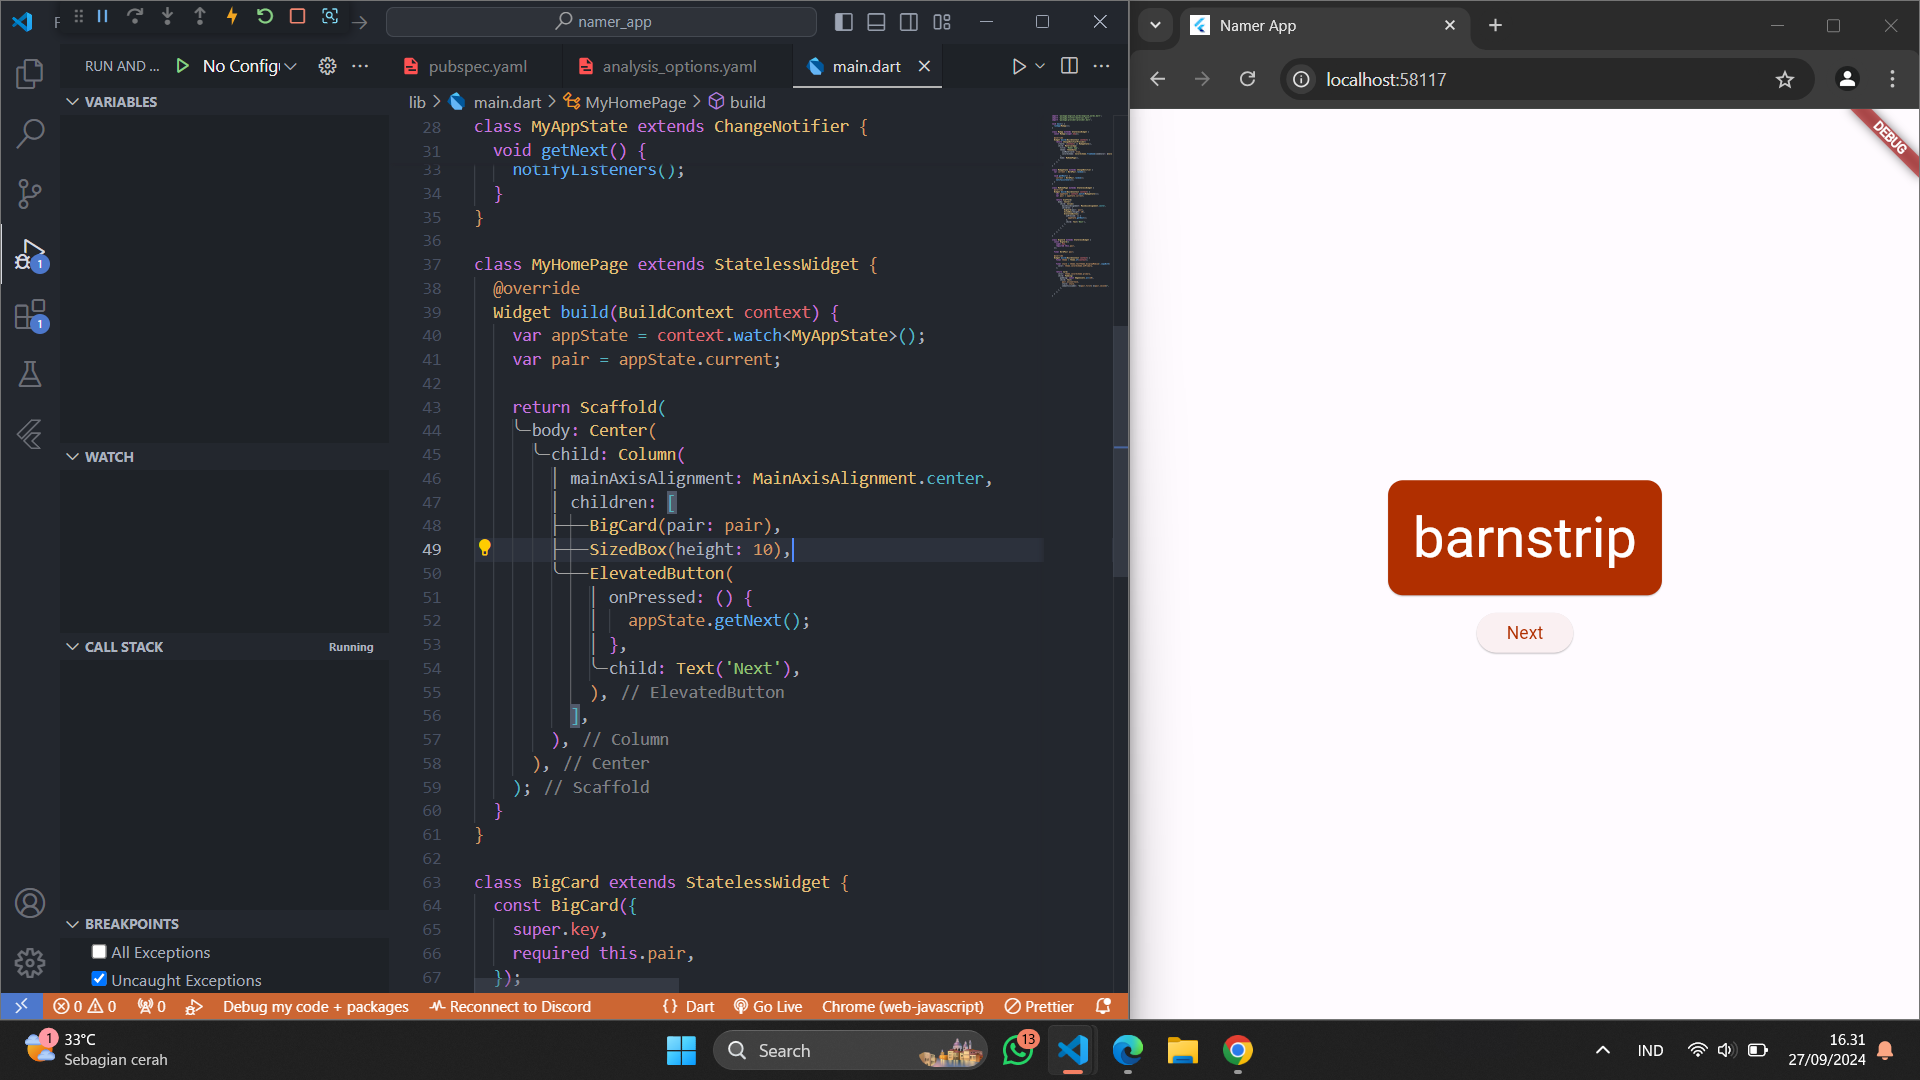 namer_app
RUN AND ...
No Config
pubspec.yaml
analysis_options.yaml
main.dart
lib > main.dart > MyHomePage > build
VARIABLES
WATCH
CALL STACK
Running
BREAKPOINTS
All Exceptions
Uncaught Exceptions
1
1
28 class MyAppState extends ChangeNotifier {
31 void getNext() {
33 notifyListeners();
34 }
35 }
36
37 class MyHomePage extends StatelessWidget {
38 @override
39 Widget build(BuildContext context) {
40 var appState = context.watch<MyAppState>();
41 var pair = appState.current;
42
43 return Scaffold(
44 body: Center(
45 child: Column(
46 mainAxisAlignment: MainAxisAlignment.center,
47 children: [
48 BigCard(pair: pair),
49 SizedBox(height: 10),
50 ElevatedButton(
51 onPressed: () {
52 appState.getNext();
53 },
54 child: Text('Next'),
55 ), // ElevatedButton
56 ],
57 ), // Column
58 ), // Center
59 ); // Scaffold
60 }
61 }
62
63 class BigCard extends StatelessWidget {
64 const BigCard({
65 super.key,
66 required this.pair,
67 });
0 0 0 Debug my code + packages Reconnect to Discord {} Dart Go Live Chrome (web-javascript) Prettier
Namer App
localhost:58117
DEBUG
barnstrip
Next
1
33°C
Sebagian cerah
Search
13
IND
16.31
27/09/2024